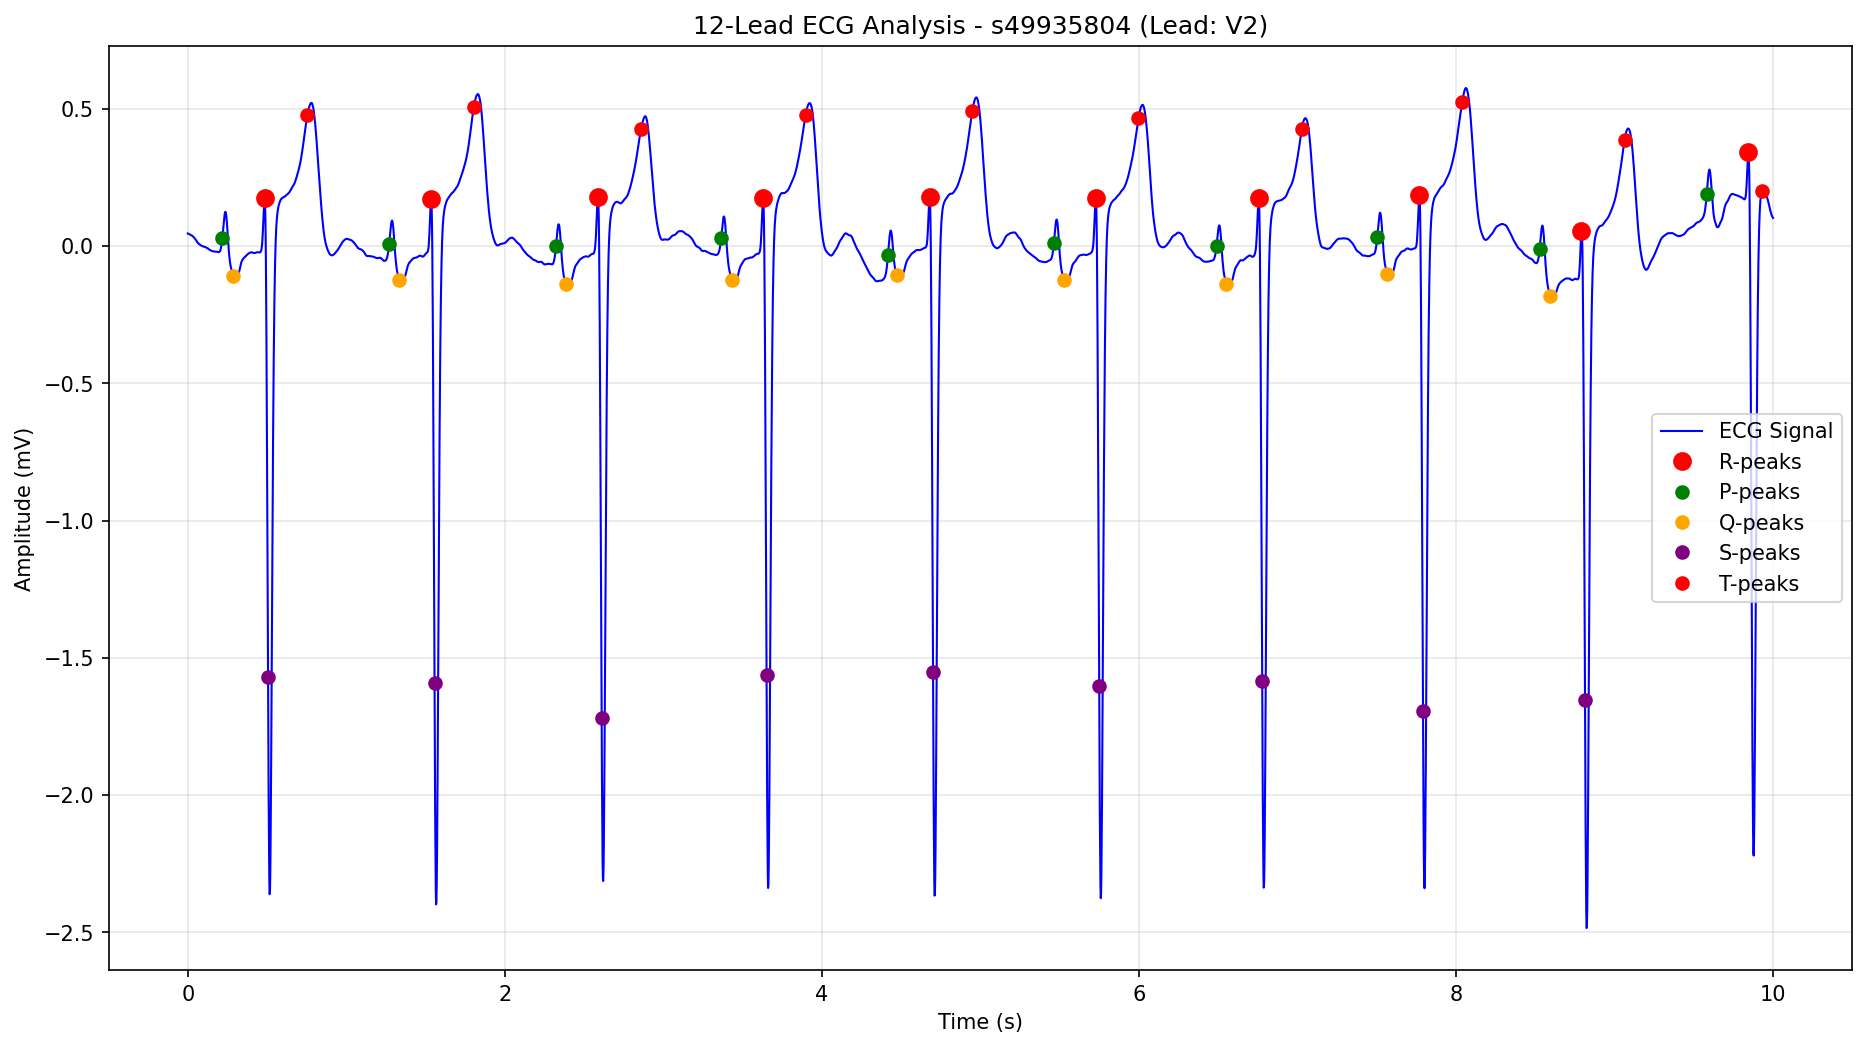 12-Lead ECG Analysis - s49935804 (Lead: V2)
Amplitude (mV)
0.5
0.0
−0.5
−1.0
−1.5
−2.0
−2.5
ECG Signal
R-peaks
P-peaks
Q-peaks
S-peaks
T-peaks
0 2 4 6 8 10
Time (s)